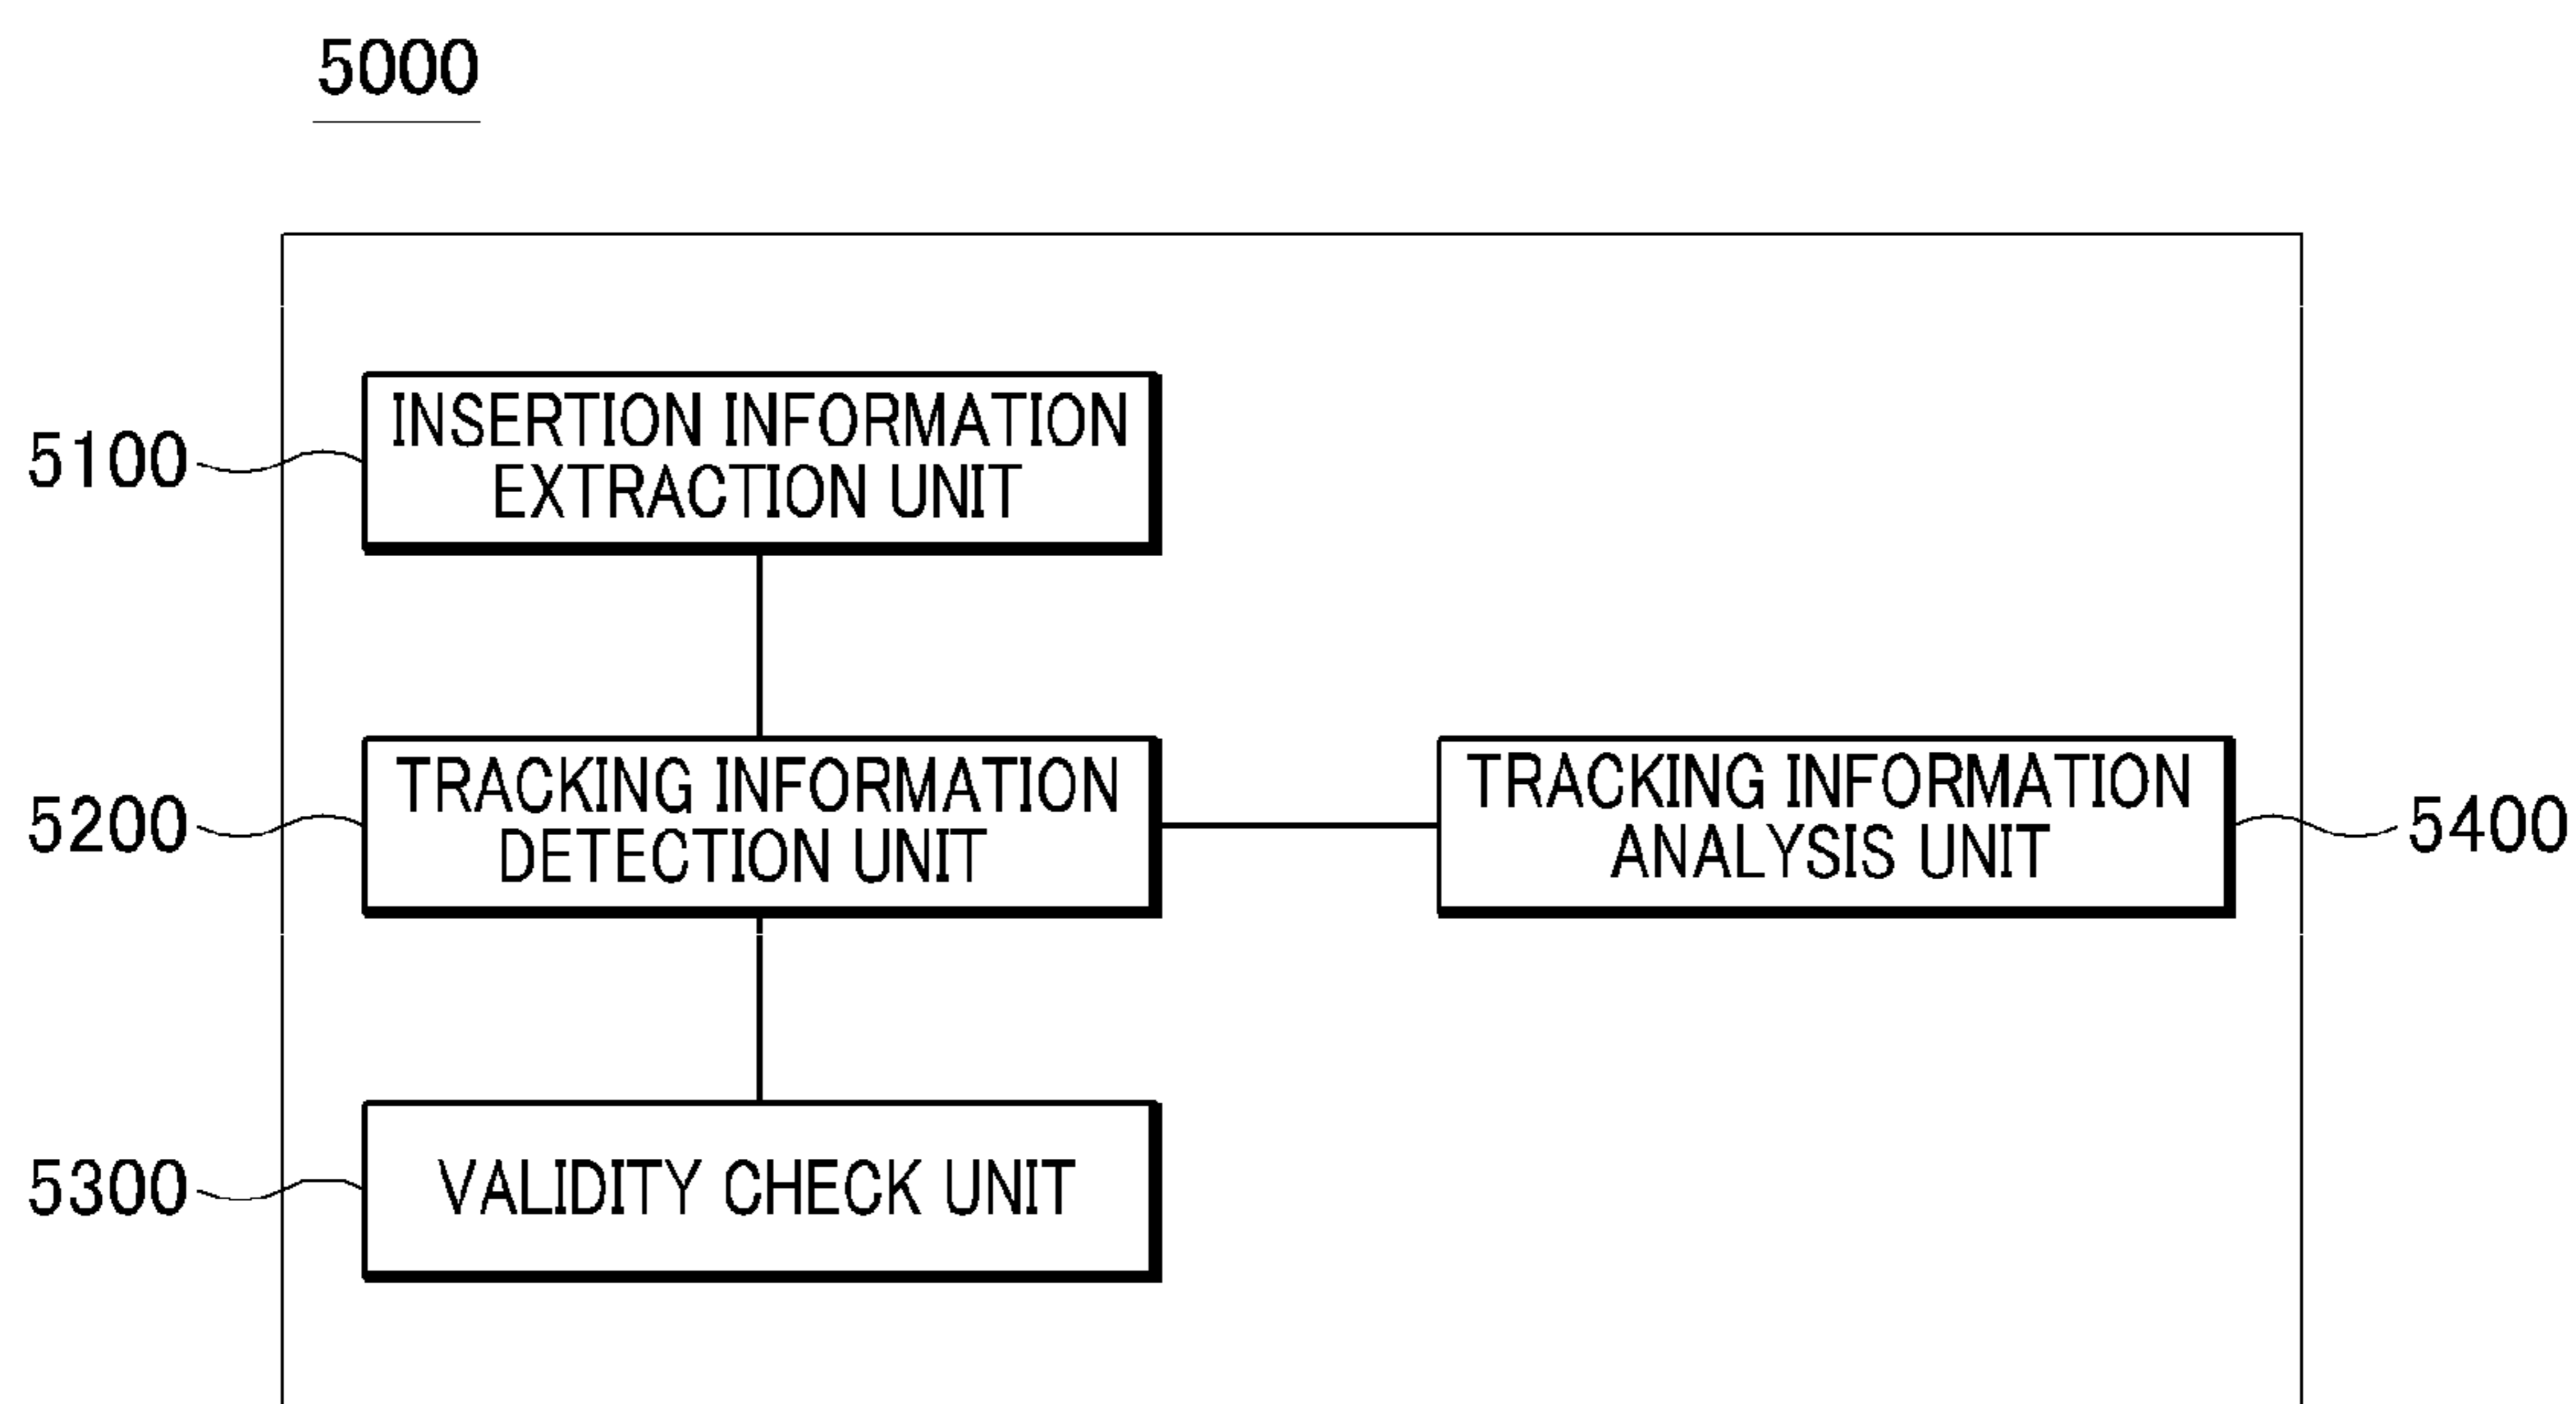 5000
5100
INSERTION INFORMATION
EXTRACTION UNIT
5200
TRACKING INFORMATION
DETECTION UNIT
TRACKING INFORMATION
ANALYSIS UNIT
5400
5300
VALIDITY CHECK UNIT